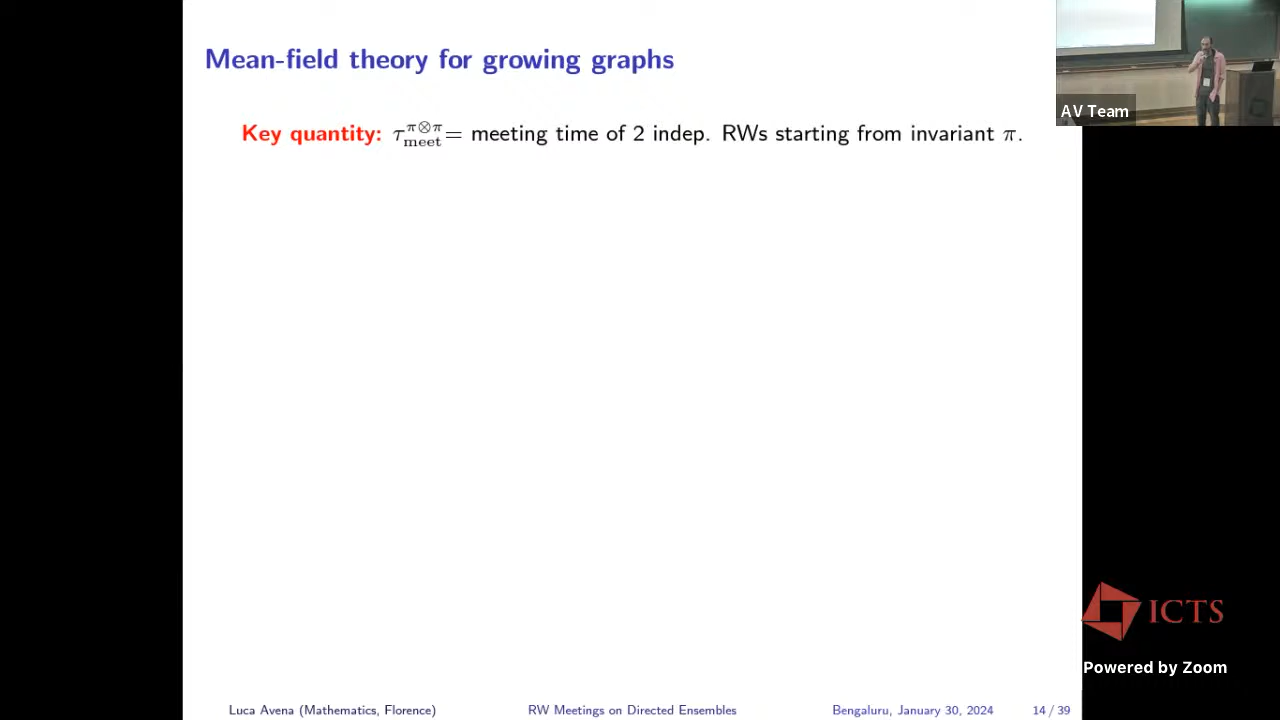 Mean-field theory for growing graphs
AV Team
Key quantity: τ^{π⊗π}_{meet} = meeting time of 2 indep. RWs starting from invariant π.
ICTS
Powered by Zoom
Luca Avena (Mathematics, Florence) RW Meetings on Directed Ensembles Bengaluru, January 30, 2024 14 / 39